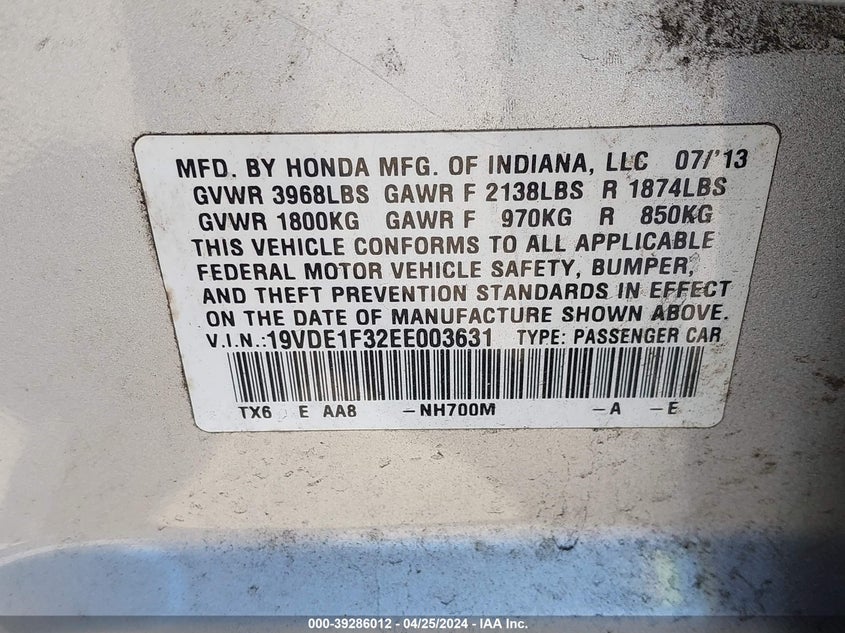 MFD. BY HONDA MFG. OF INDIANA, LLC 07/'13
GVWR 3968LBS GAWR F 2138LBS R 1874LBS
GVWR 1800KG GAWR F 970KG R 850KG
THIS VEHICLE CONFORMS TO ALL APPLICABLE
FEDERAL MOTOR VEHICLE SAFETY, BUMPER,
AND THEFT PREVENTION STANDARDS IN EFFECT
ON THE DATE OF MANUFACTURE SHOWN ABOVE.
V.I.N.:19VDE1F32EE003631 TYPE: PASSENGER CAR
TX6 E AA8 -NH700M -A -E
000-39286012 - 04/25/2024 - IAA Inc.